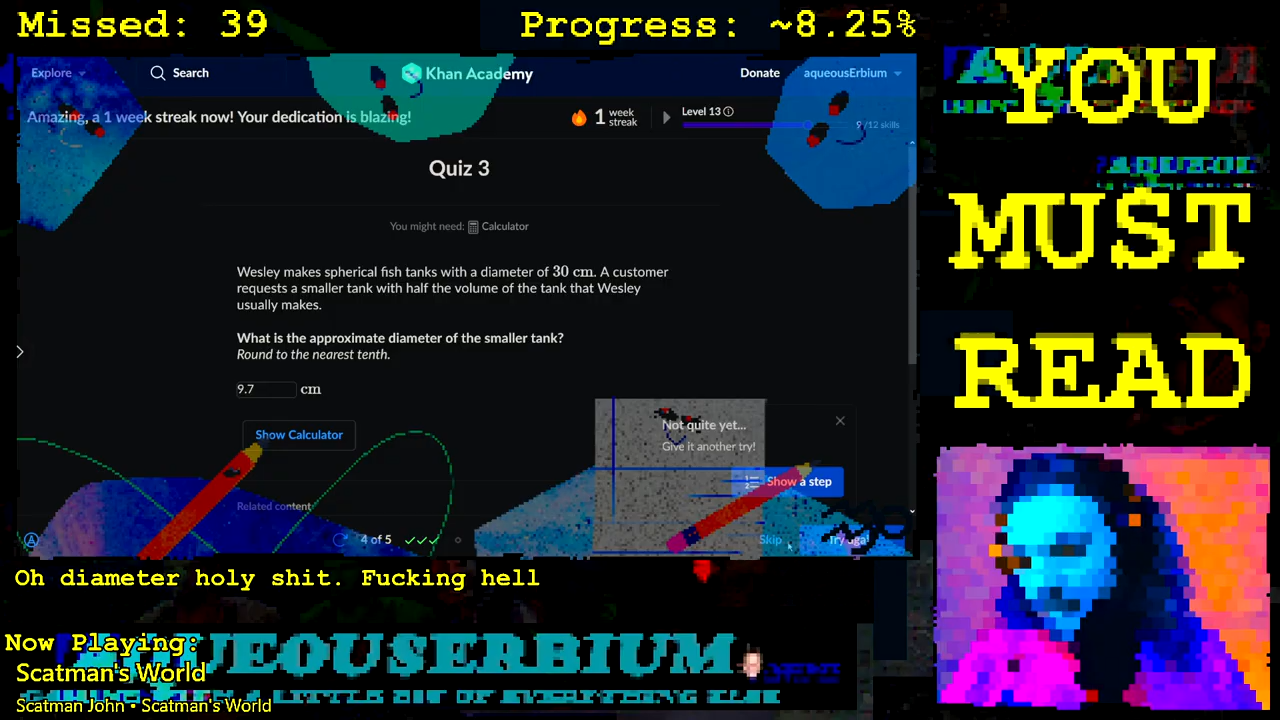 Missed: 39
Progress: ~8.25%
Explore
Search
Khan Academy
Donate
aqueousErbium
Amazing, a 1 week streak now! Your dedication is blazing!
1 week streak
Level 13
9 /12 skills
Quiz 3
You might need: Calculator
Wesley makes spherical fish tanks with a diameter of 30 cm. A customer
requests a smaller tank with half the volume of the tank that Wesley
usually makes.
What is the approximate diameter of the smaller tank?
Round to the nearest tenth.
9.7 cm
Show Calculator
Not quite yet...
Give it another try!
Show a step
Related content
4 of 5
Skip
YOU
MUST
READ
Oh diameter holy shit. Fucking hell
Now Playing:
AQUEOUSERBIUM
Scatman's World
Scatman John • Scatman's World